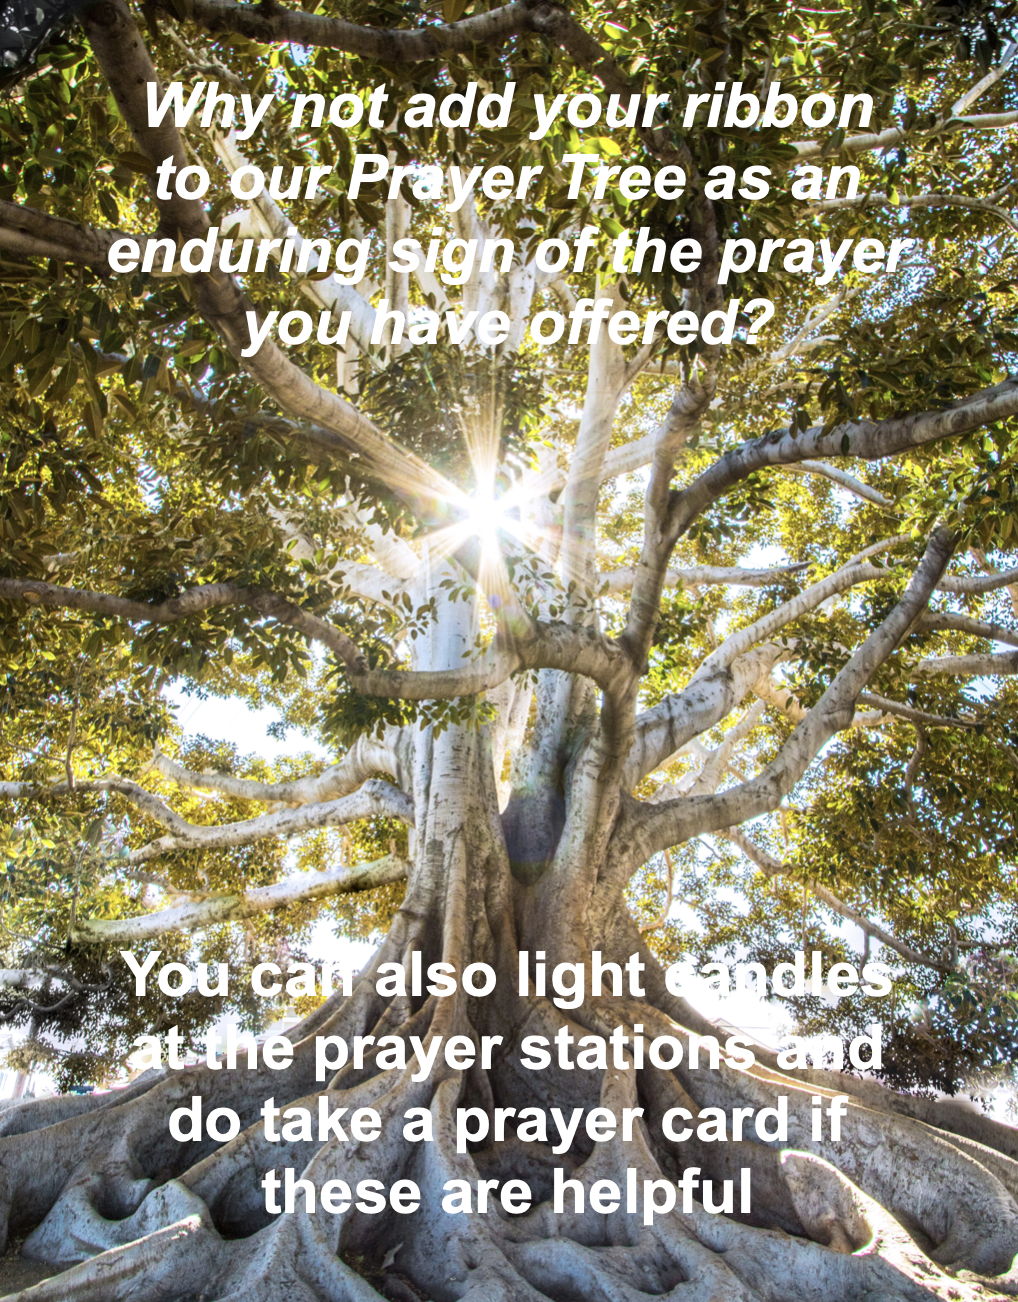 Why not add your ribbon
to our Prayer Tree as an
enduring sign of the prayer
you have offered?
You can also light candles
at the prayer stations and
do take a prayer card if
these are helpful